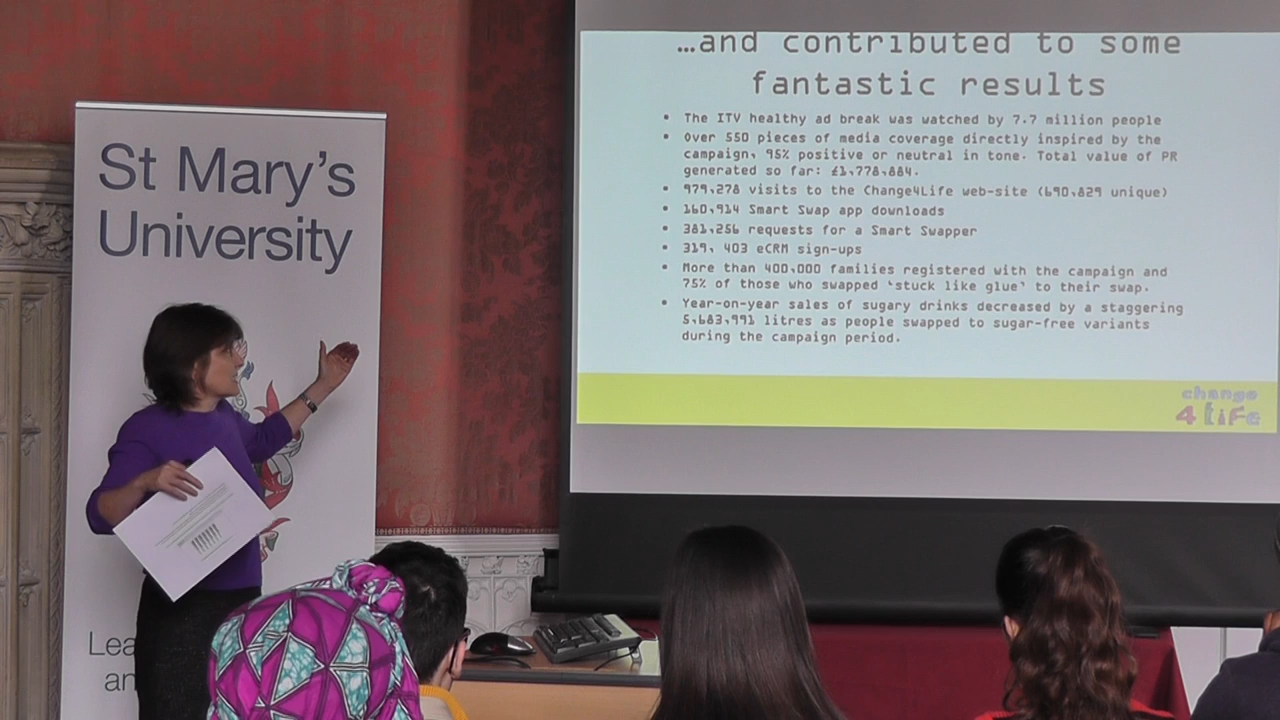 St Mary's
University
Lea
an
…and contributed to some
fantastic results
• The ITV healthy ad break was watched by 7.7 million people
• Over 550 pieces of media coverage directly inspired by the
campaign, 95% positive or neutral in tone. Total value of PR
generated so far: £1,778,884.
• 979,278 visits to the Change4Life web-site (690,829 unique)
• 160,914 Smart Swap app downloads
• 381,256 requests for a Smart Swapper
• 319, 403 eCRM sign-ups
• More than 400,000 families registered with the campaign and
75% of those who swapped 'stuck like glue' to their swap.
• Year-on-year sales of sugary drinks decreased by a staggering
5,683,991 litres as people swapped to sugar-free variants
during the campaign period.
change
4 LiFe